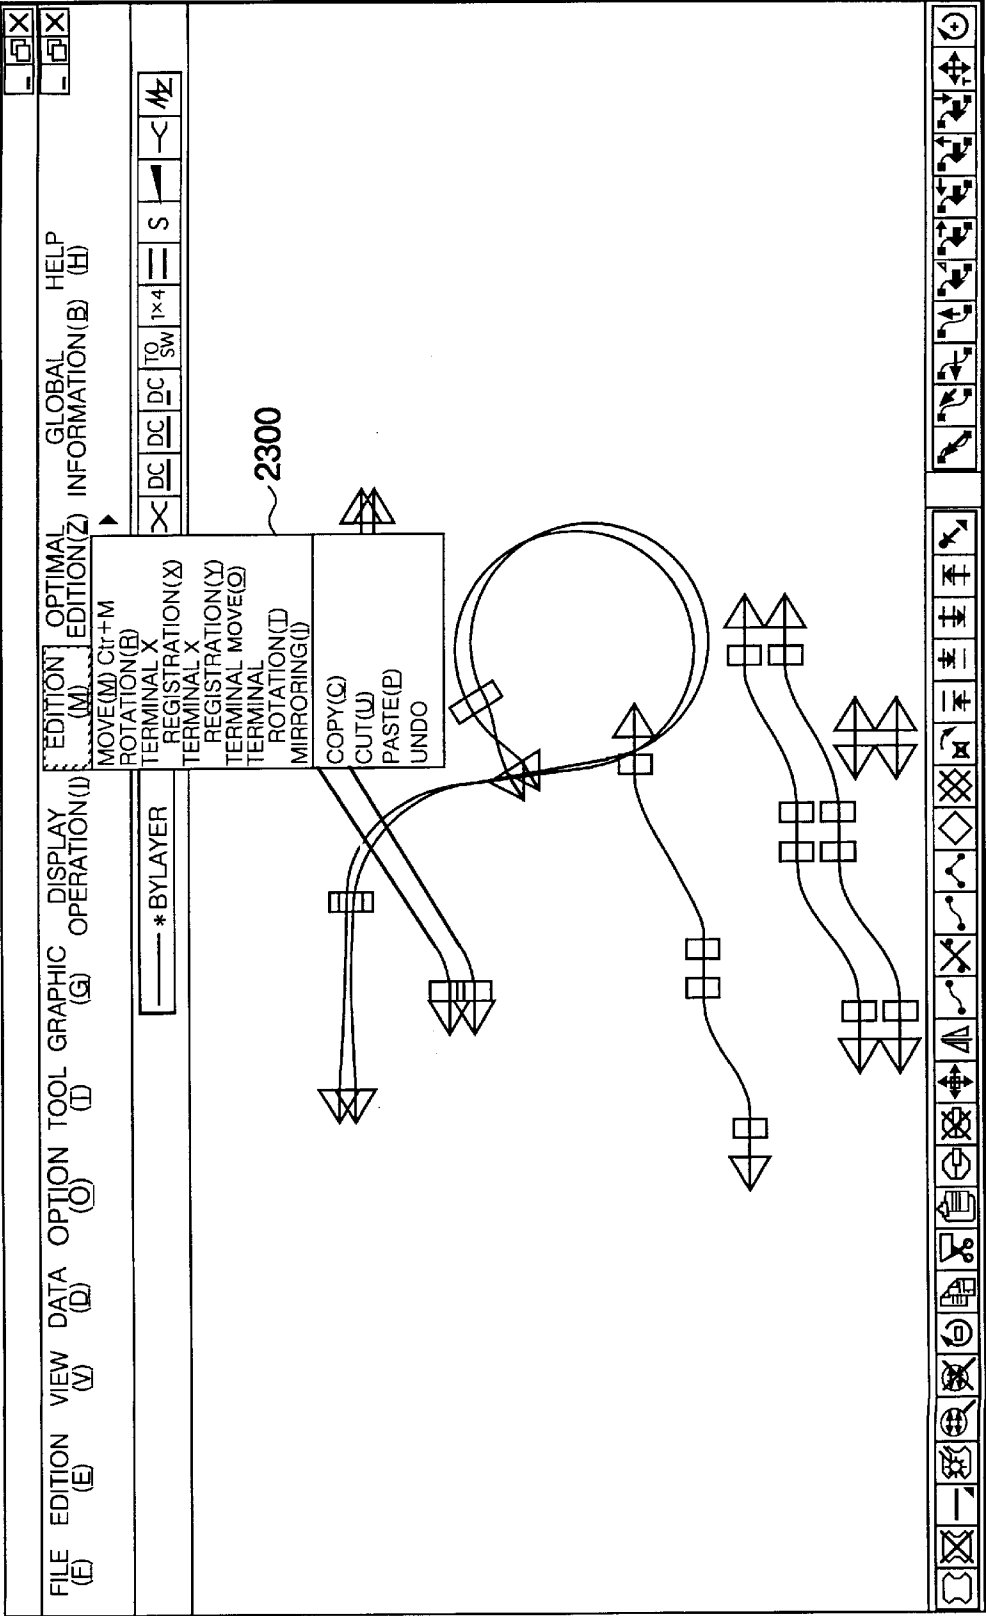 FILE EDITION VIEW DATA OPTION TOOL GRAPHIC DISPLAY EDITION OPTIMAL GLOBAL HELP
(F) (E) (V) (D) (O) (T) (G) OPERATION(J) (M) EDITION(Z) INFORMATION(B) (H)
MOVE(M) Ctr+M
ROTATION(R)
TERMINAL X
REGISTRATION(X)
TERMINAL X
REGISTRATION(Y)
TERMINAL MOVE(O)
TERMINAL
ROTATION(T)
MIRRORING(I)
COPY(C)
CUT(U)
PASTE(P)
UNDO
* BYLAYER
DC DC DC TO SW 1×4 S
2300